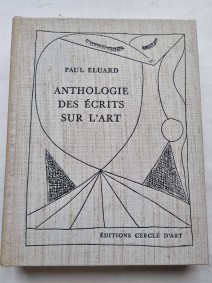 PAUL ELUARD
ANTHOLOGIE
DES ÉCRITS
SUR L'ART
ÉDITIONS CERCLE D'ART